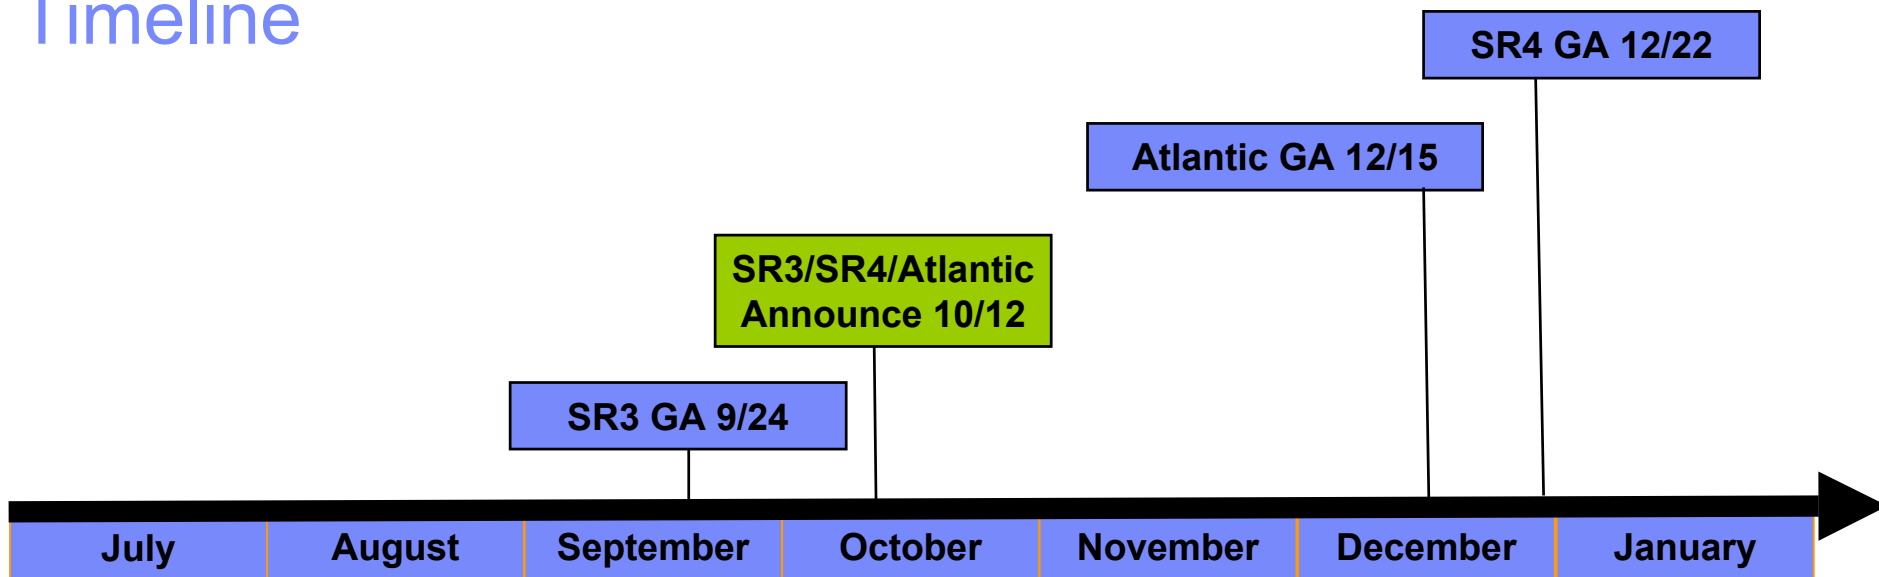 Timeline
SR4 GA 12/22
Atlantic GA 12/15
SR3/SR4/Atlantic
Announce 10/12
SR3 GA 9/24
July August September October November December January